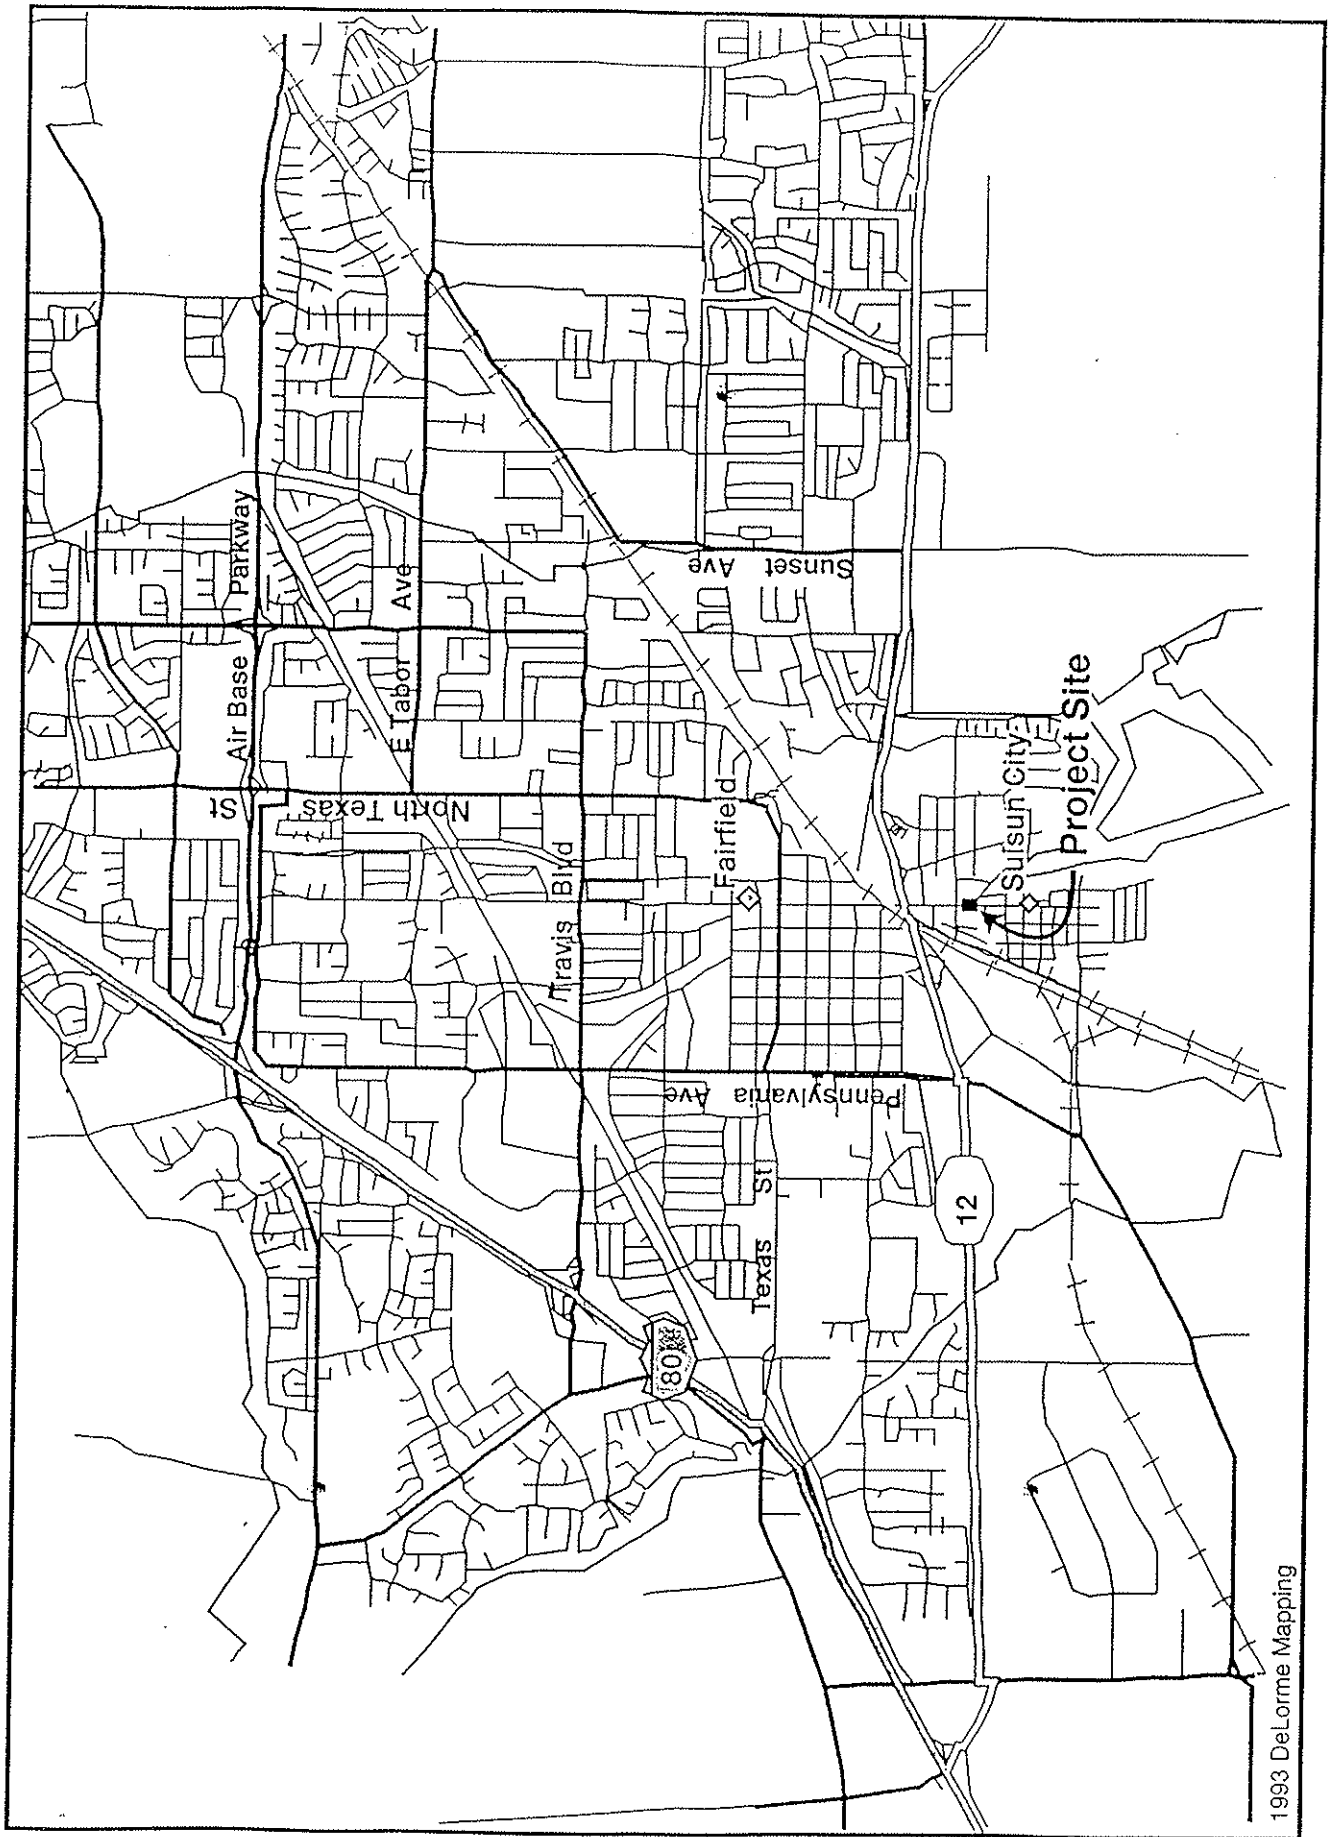 Air Base Parkway
North Texas St
E Tabor Ave
Travis Blvd
Sunset Ave
Fairfield
Pennsylvania Ave
Texas St
80
12
Suisun City
Project Site
1993 DeLorme Mapping